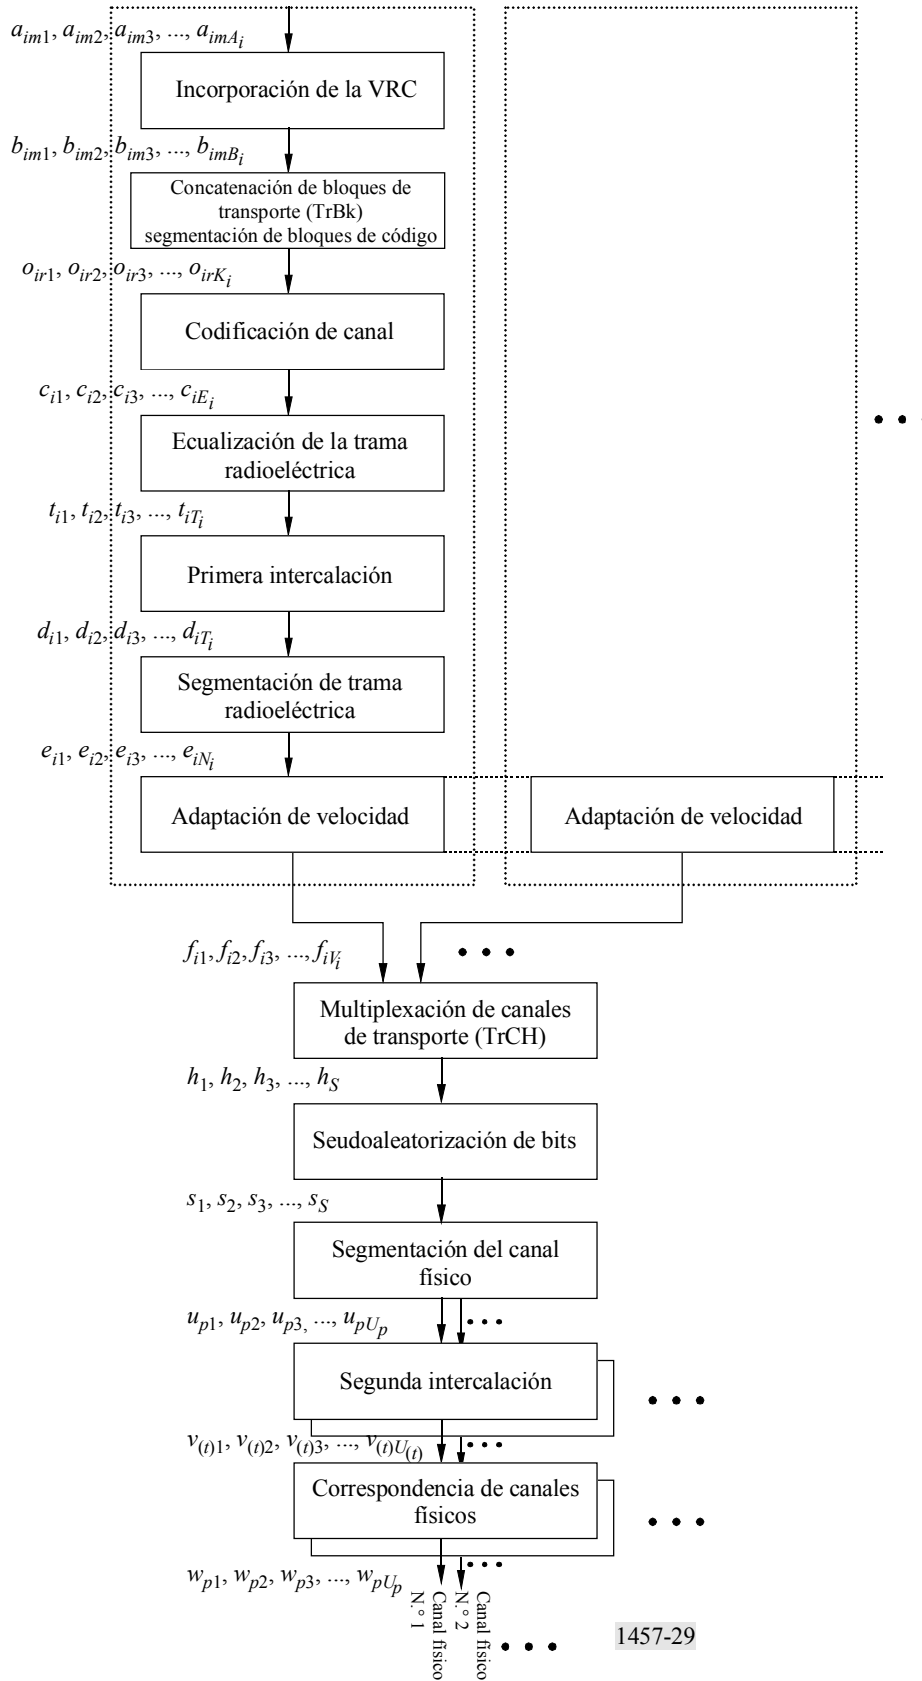 a_im1, a_im2, a_im3, ..., a_imA_i
Incorporación de la VRC
b_im1, b_im2, b_im3, ..., b_imB_i
Concatenación de bloques de
transporte (TrBk)
segmentación de bloques de código
o_ir1, o_ir2, o_ir3, ..., o_irK_i
Codificación de canal
c_i1, c_i2, c_i3, ..., c_iE_i
Ecualización de la trama
radioeléctrica
t_i1, t_i2, t_i3, ..., t_iT_i
Primera intercalación
d_i1, d_i2, d_i3, ..., d_iT_i
Segmentación de trama
radioeléctrica
e_i1, e_i2, e_i3, ..., e_iN_i
Adaptación de velocidad
Adaptación de velocidad
f_i1, f_i2, f_i3, ..., f_iV_i
Multiplexación de canales
de transporte (TrCH)
h_1, h_2, h_3, ..., h_S
Seudoaleatorización de bits
s_1, s_2, s_3, ..., s_S
Segmentación del canal
físico
u_p1, u_p2, u_p3, ..., u_pU_p
Segunda intercalación
v_(t)1, v_(t)2, v_(t)3, ..., v_(t)U_(t)
Correspondencia de canales
físicos
w_p1, w_p2, w_p3, ..., w_pU_p
Canal físico
N.° 1
Canal físico
N.° 2
1457-29